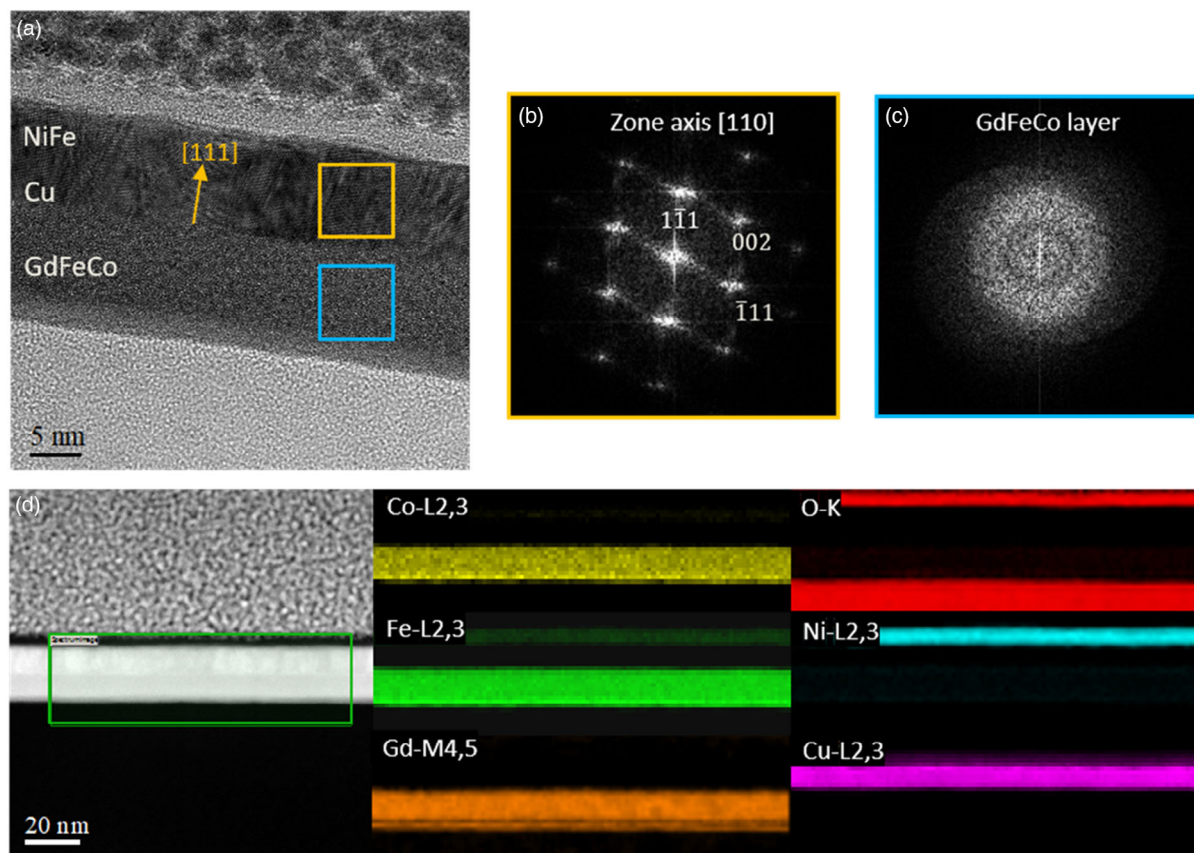 (a)
NiFe
[111]
Cu
GdFeCo
5 nm
(b)
Zone axis [110]
11̅1
002
1̅11
(c)
GdFeCo layer
(d)
20 nm
Co-L2,3
Fe-L2,3
Gd-M4,5
O-K
Ni-L2,3
Cu-L2,3